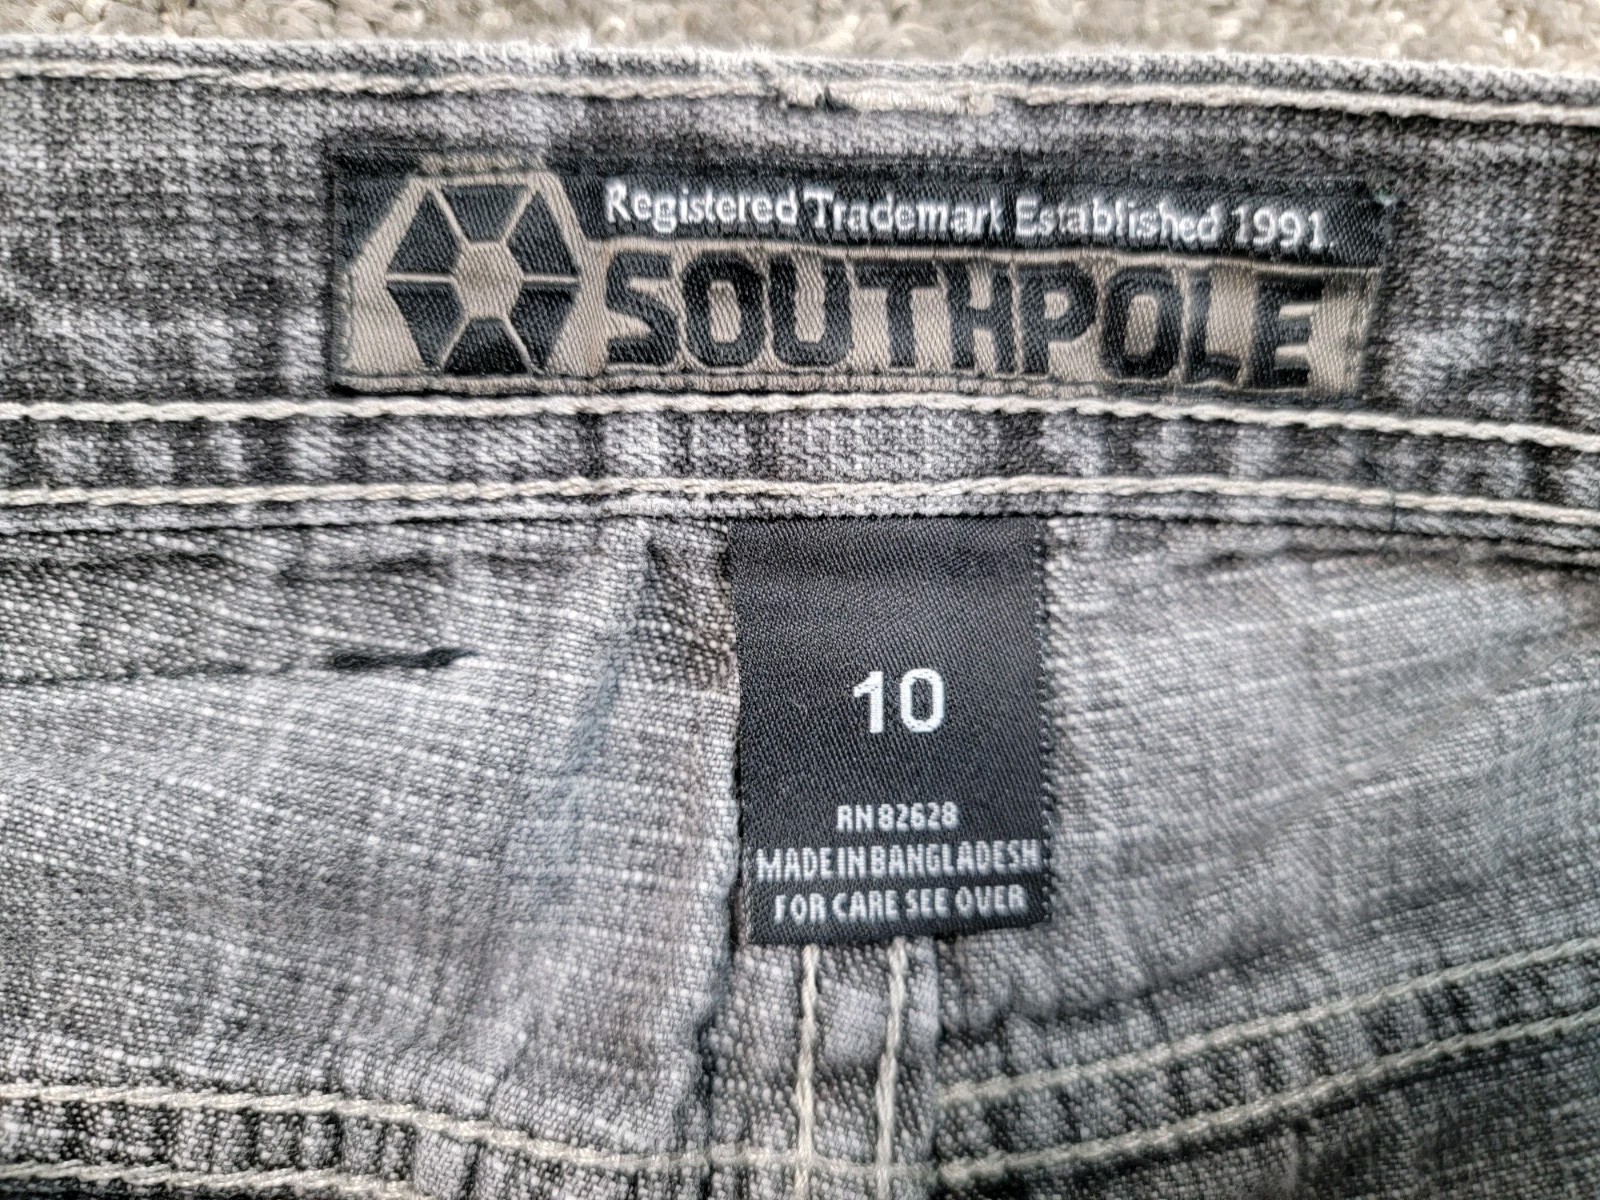 Registered Trademark Established 1991.
SOUTHPOLE
10
RN 82628
MADE IN BANGLADESH
FOR CARE SEE OVER